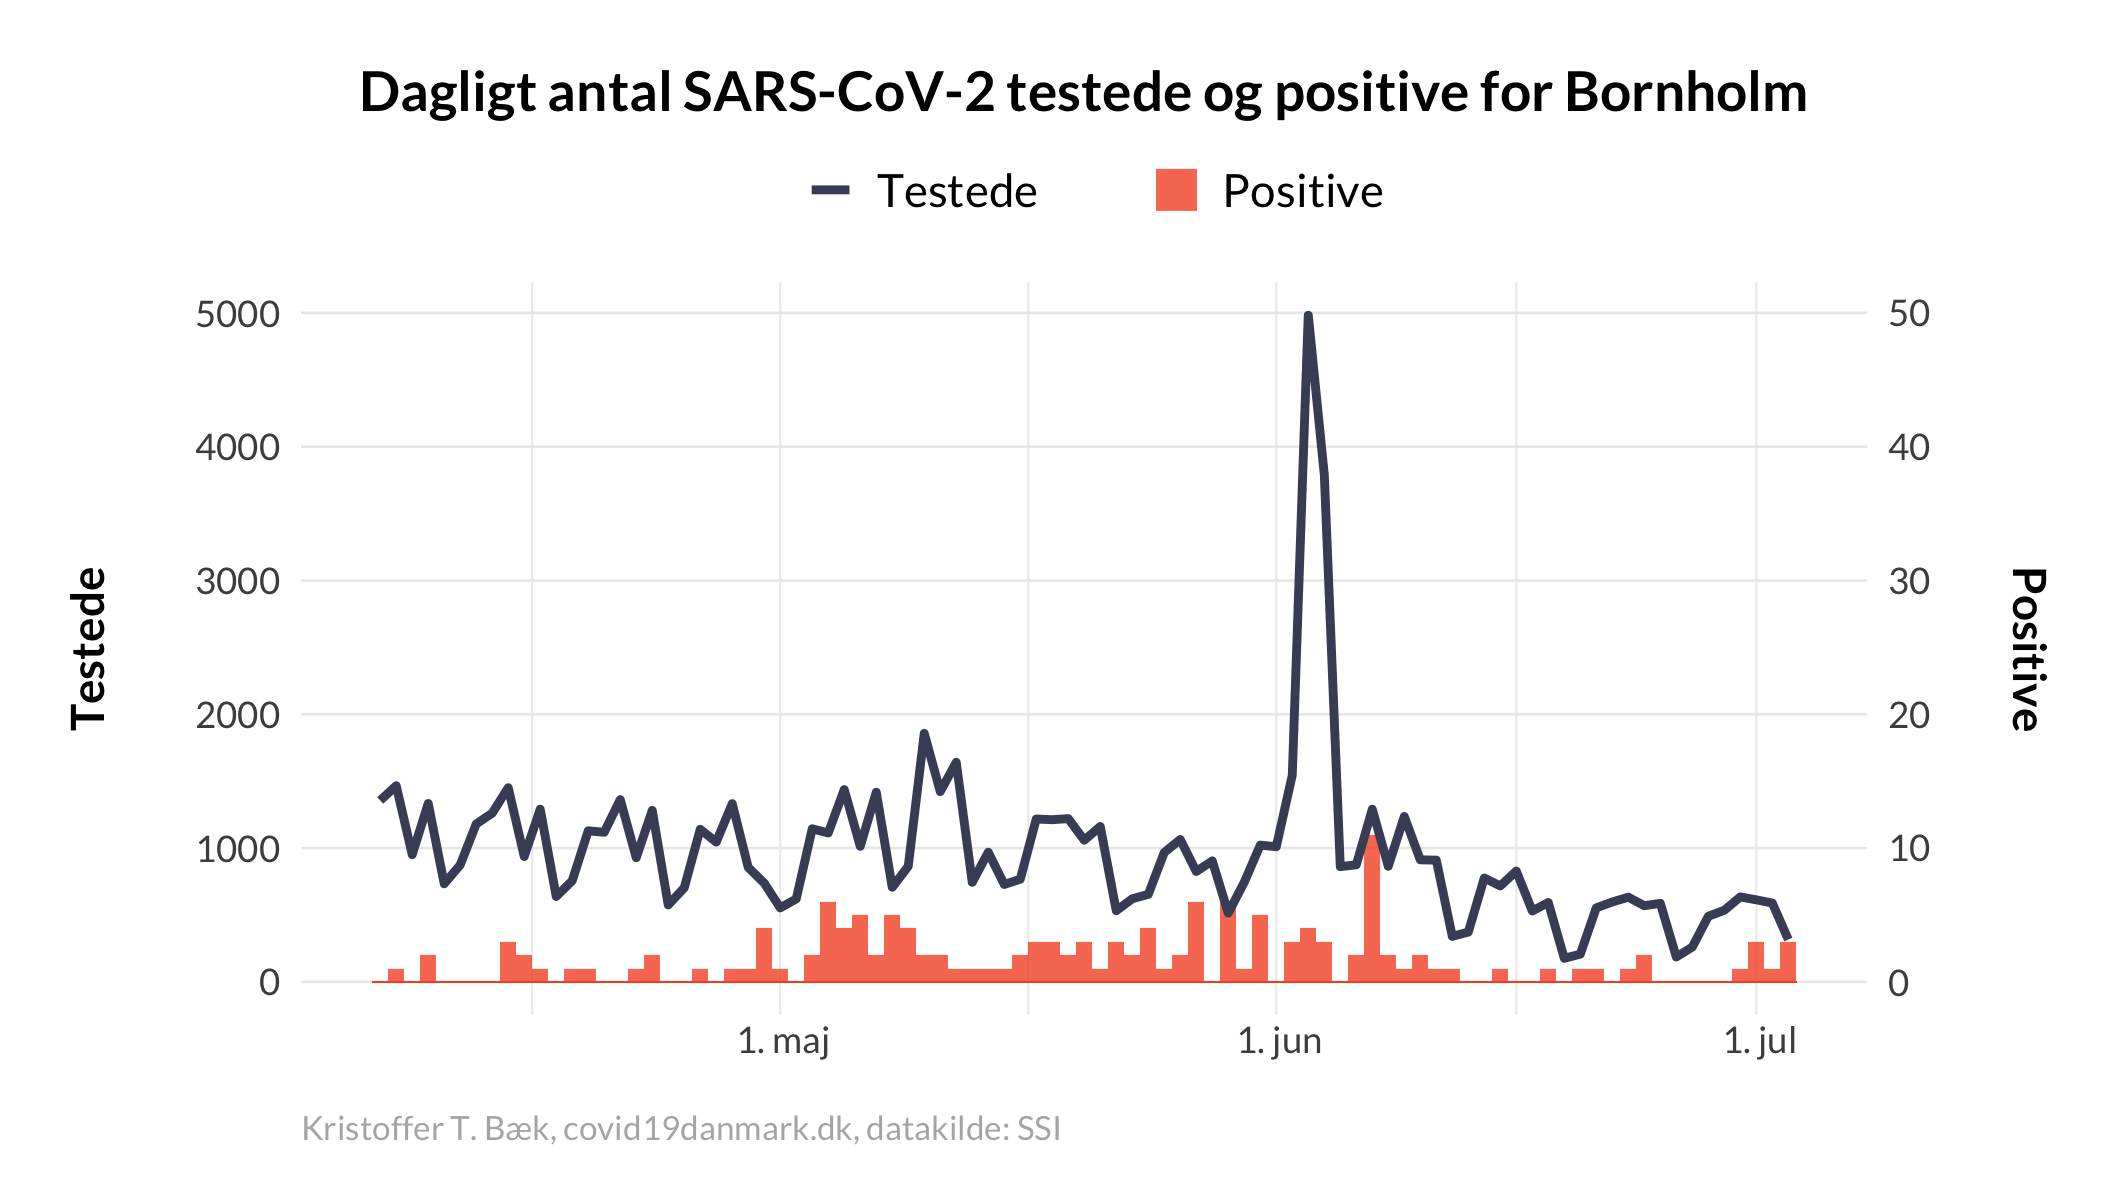 Dagligt antal SARS-CoV-2 testede og positive for Bornholm
Testede
Positive
5000
4000
3000
2000
1000
0
50
40
30
20
10
0
Testede
Positive
1. maj
1. jun
1. jul
Kristoffer T. Bæk, covid19danmark.dk, datakilde: SSI